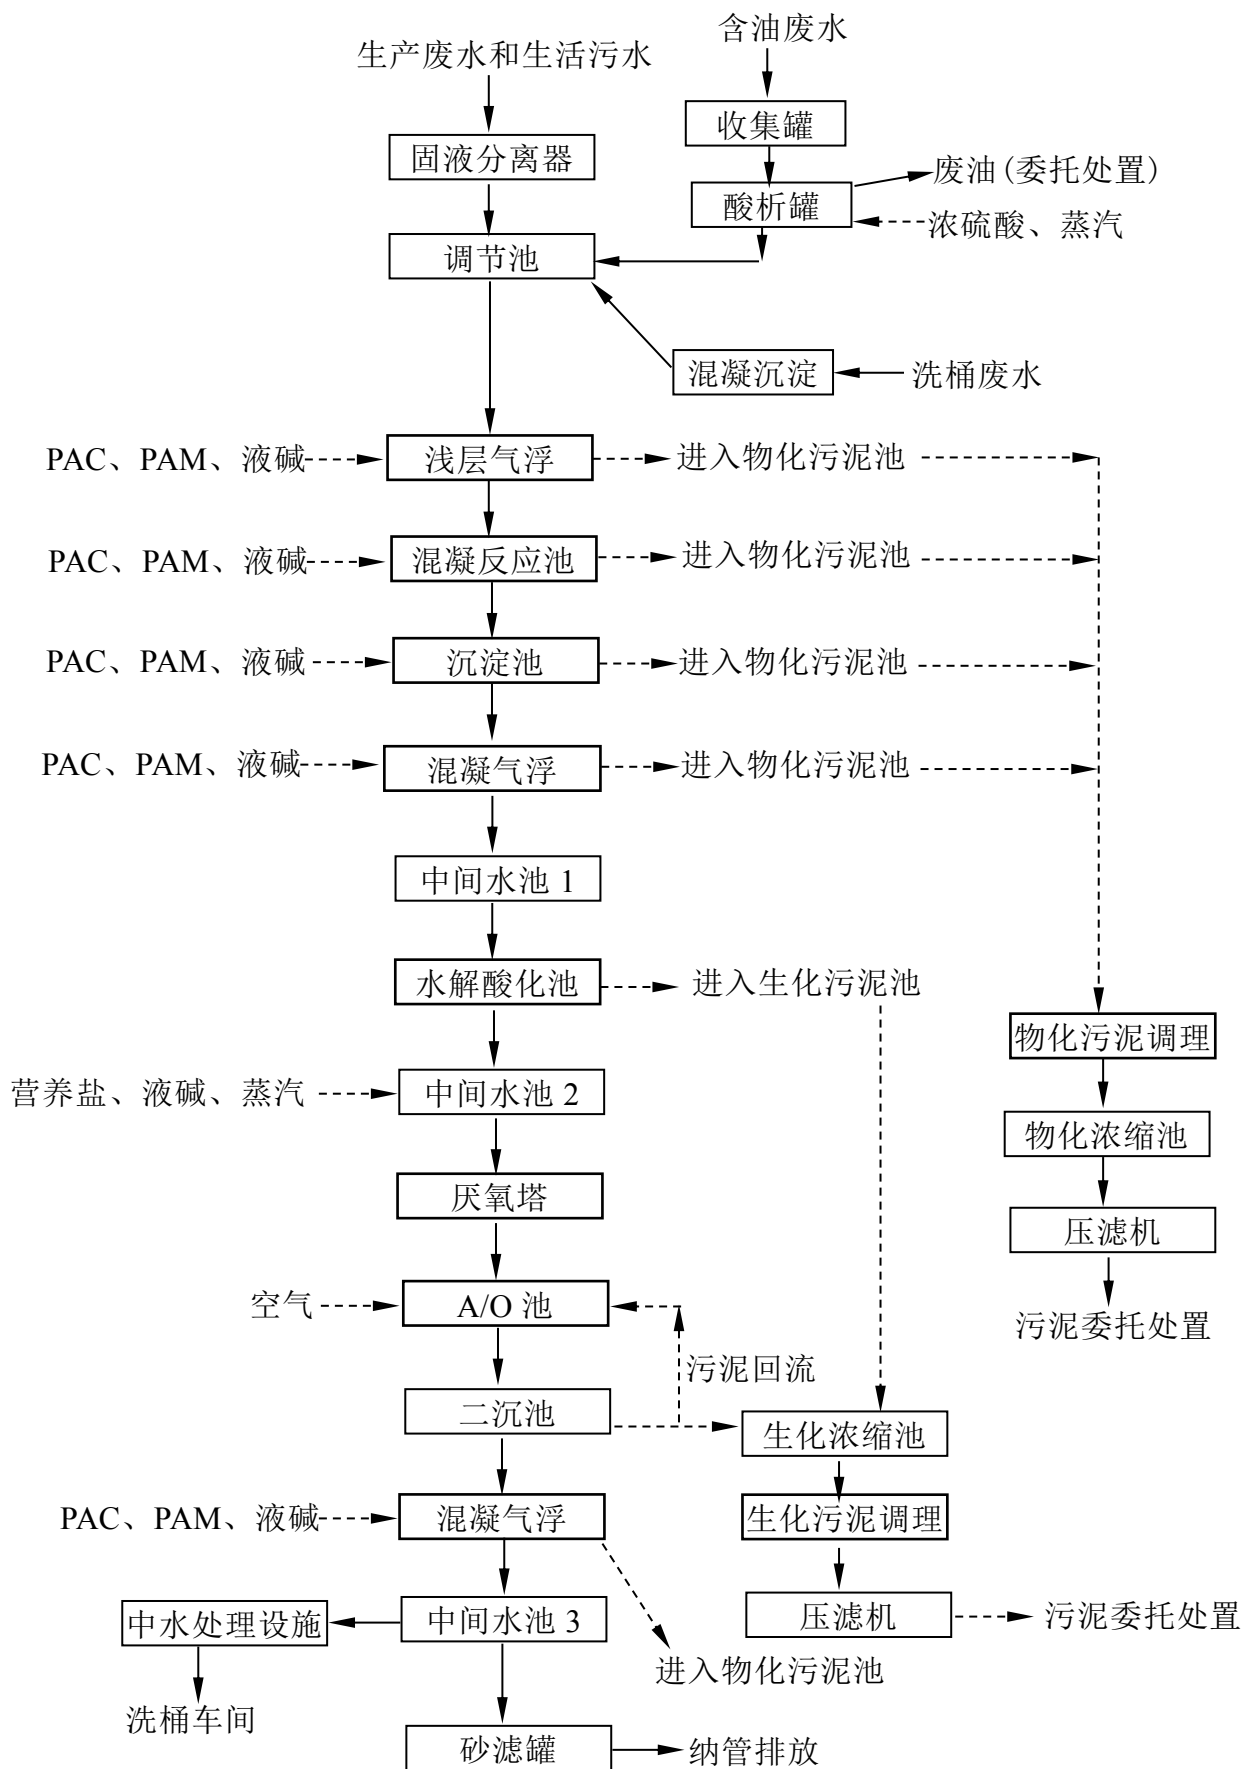 含油废水
生产废水和生活污水
收集罐
固液分离器
废油(委托处置)
酸析罐
浓硫酸、蒸汽
调节池
混凝沉淀
洗桶废水
PAC、PAM、液碱
浅层气浮
进入物化污泥池
PAC、PAM、液碱
混凝反应池
进入物化污泥池
PAC、PAM、液碱
沉淀池
进入物化污泥池
PAC、PAM、液碱
混凝气浮
进入物化污泥池
中间水池 1
水解酸化池
进入生化污泥池
物化污泥调理
营养盐、液碱、蒸汽
中间水池 2
物化浓缩池
厌氧塔
压滤机
空气
A/O 池
污泥委托处置
污泥回流
二沉池
生化浓缩池
PAC、PAM、液碱
混凝气浮
生化污泥调理
中水处理设施
中间水池 3
压滤机
污泥委托处置
进入物化污泥池
洗桶车间
砂滤罐
纳管排放